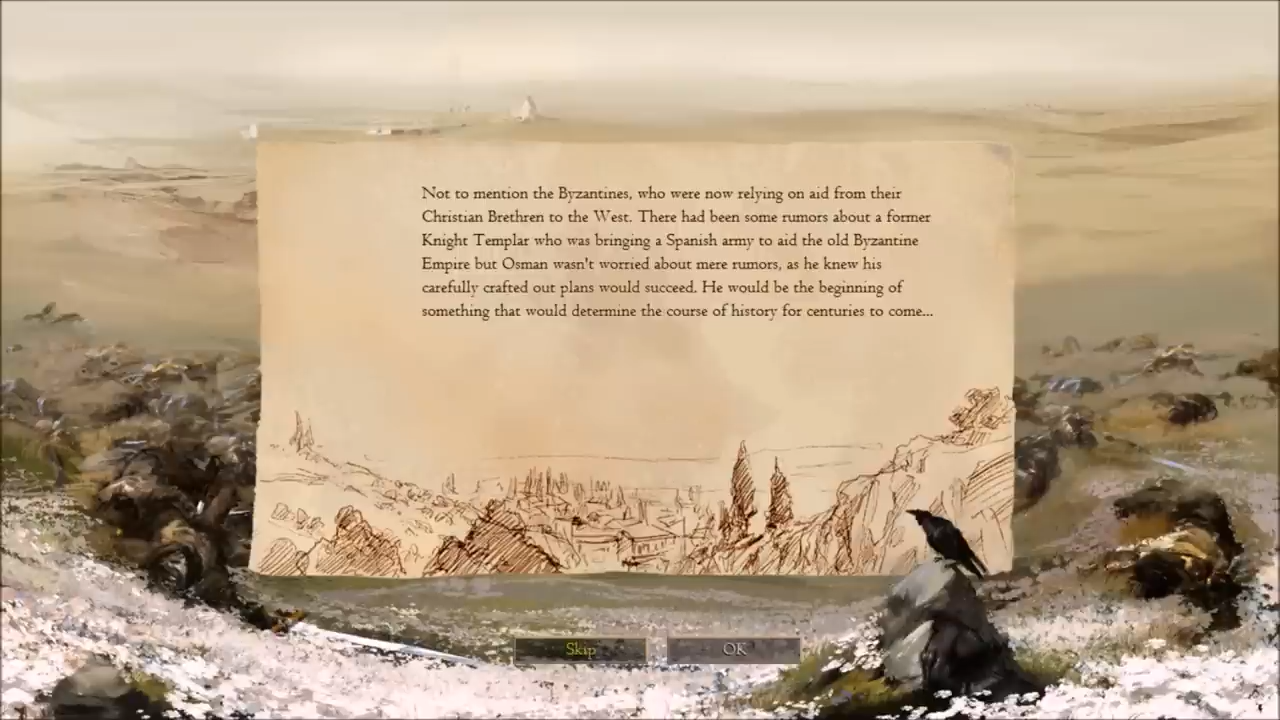 Not to mention the Byzantines, who were now relying on aid from their
Christian Brethren to the West. There had been some rumors about a former
Knight Templar who was bringing a Spanish army to aid the old Byzantine
Empire but Osman wasn't worried about mere rumors, as he knew his
carefully crafted out plans would succeed. He would be the beginning of
something that would determine the course of history for centuries to come...
Skip
OK